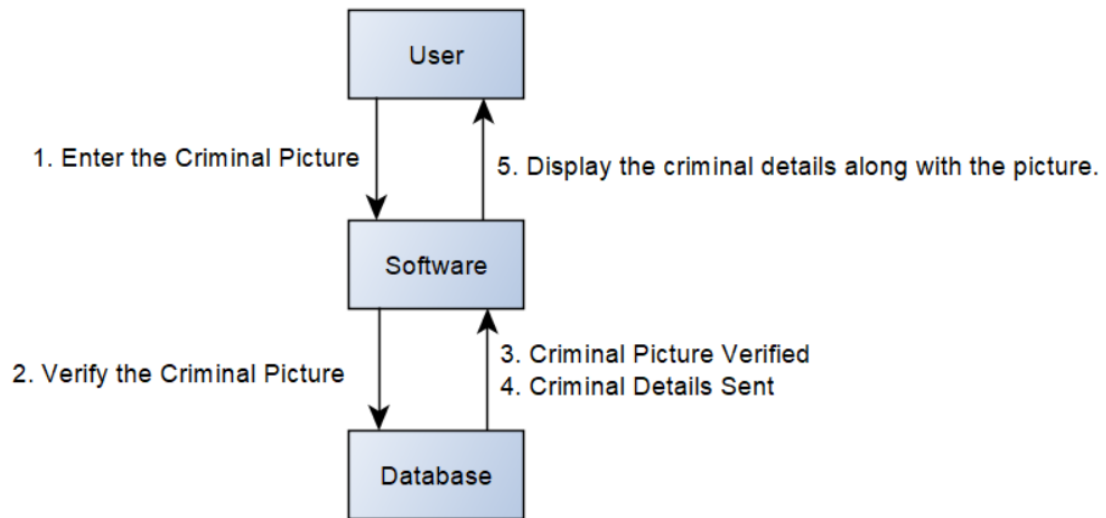 User
1. Enter the Criminal Picture
5. Display the criminal details along with the picture.
Software
2. Verify the Criminal Picture
3. Criminal Picture Verified
4. Criminal Details Sent
Database